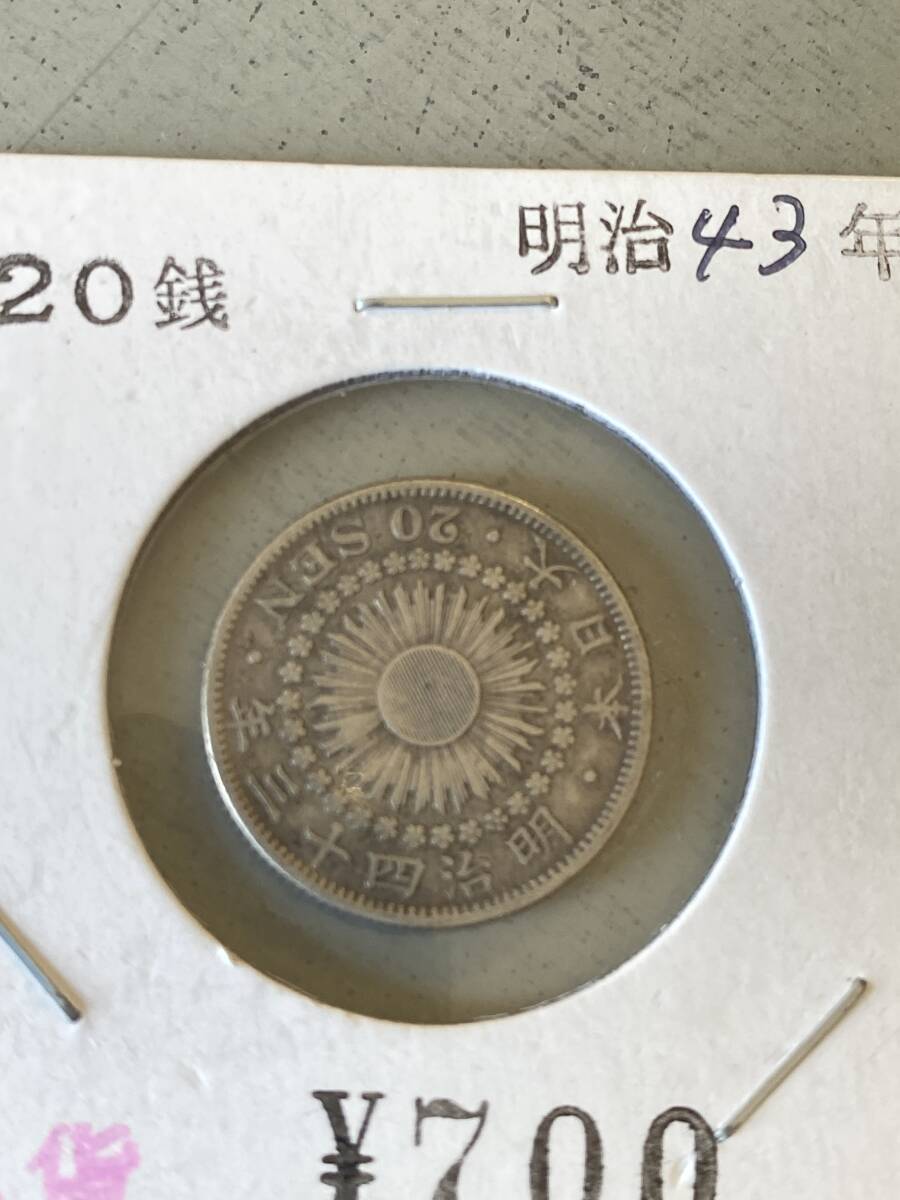 20銭
明治43年
大日本
明治四十三年
20 SEN
¥700